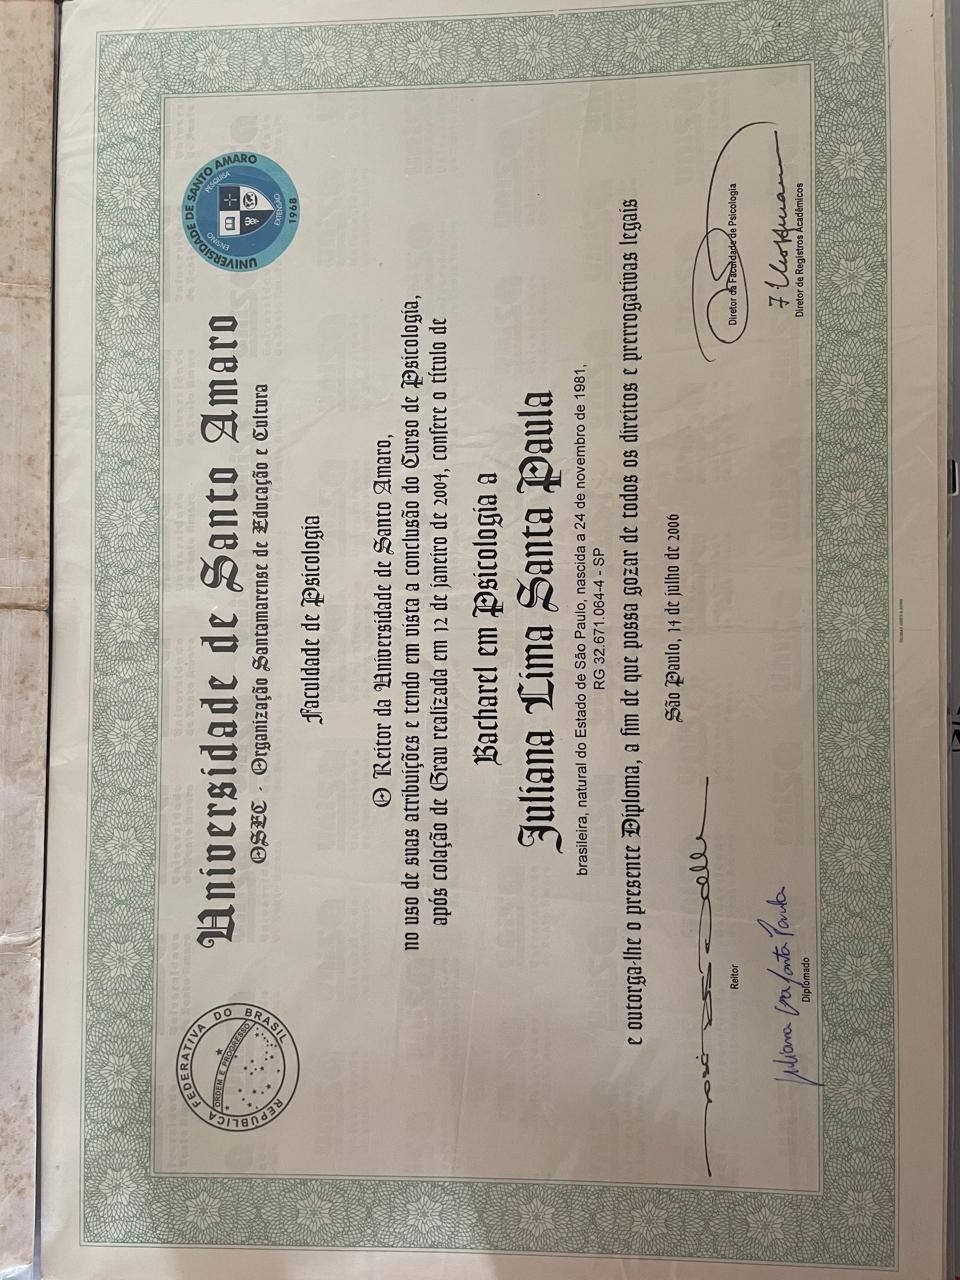 Universidade de Santo Amaro
OSEC - Organização Santamarense de Educação e Cultura
REPÚBLICA FEDERATIVA DO BRASIL
ORDEM E PROGRESSO
UNIVERSIDADE DE SANTO AMARO
ENSINO
PESQUISA
EXTENSÃO
1968
Faculdade de Psicologia
O Reitor da Universidade de Santo Amaro,
no uso de suas atribuições e tendo em vista a conclusão do Curso de Psicologia,
após colação de Grau realizada em 12 de janeiro de 2004, confere o título de
Bacharel em Psicologia a
Juliana Lima Santa Paula
brasileira, natural do Estado de São Paulo, nascida a 24 de novembro de 1981,
RG 32.671.064-4 - SP
e outorga-lhe o presente Diploma, a fim de que possa gozar de todos os direitos e prerrogativas legais
São Paulo, 14 de julho de 2006
Reitor
Diretor da Faculdade de Psicologia
Juliana Lima Santa Paula
Diplomado
Diretor de Registros Acadêmicos